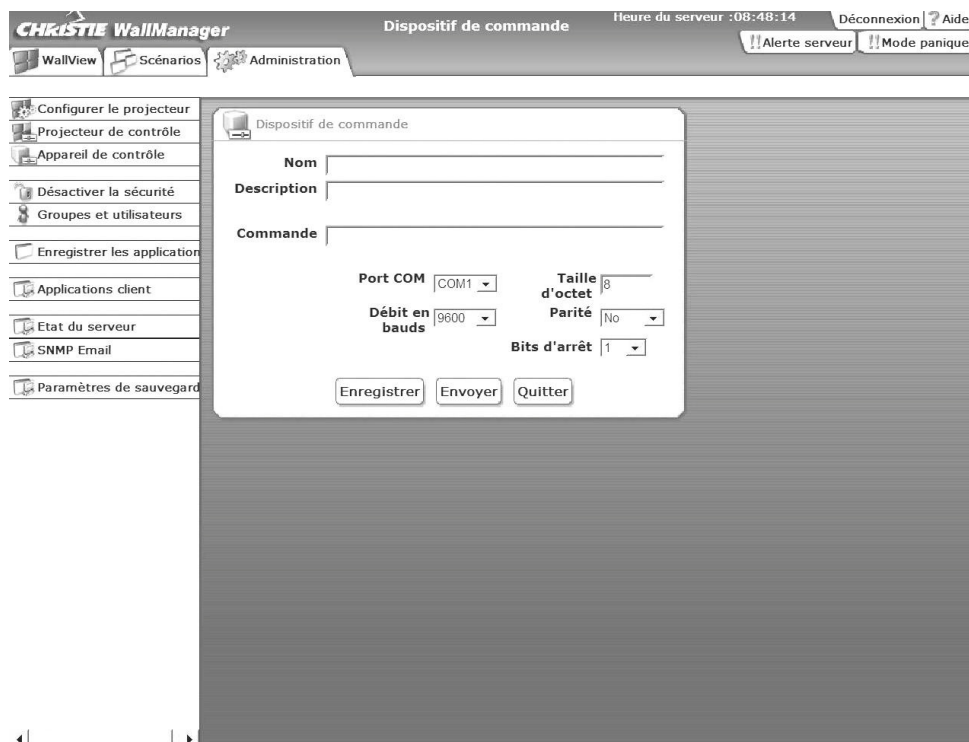 CHRISTIE WallManager
Dispositif de commande
Heure du serveur :08:48:14
Déconnexion
? Aide
!!Alerte serveur
!!Mode panique
WallView
Scénarios
Administration
Configurer le projecteur
Projecteur de contrôle
Appareil de contrôle
Désactiver la sécurité
Groupes et utilisateurs
Enregistrer les application
Applications client
Etat du serveur
SNMP Email
Paramètres de sauvegard
Dispositif de commande
Nom
Description
Commande
Port COM COM1
Taille d'octet 8
Débit en bauds 9600
Parité No
Bits d'arrêt 1
Enregistrer Envoyer Quitter